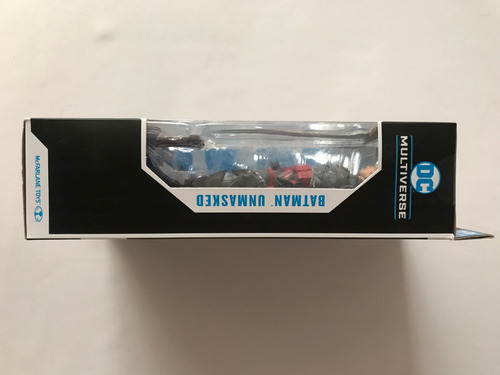 DC
MULTIVERSE
BATMAN™ UNMASKED
McFARLANE TOYS